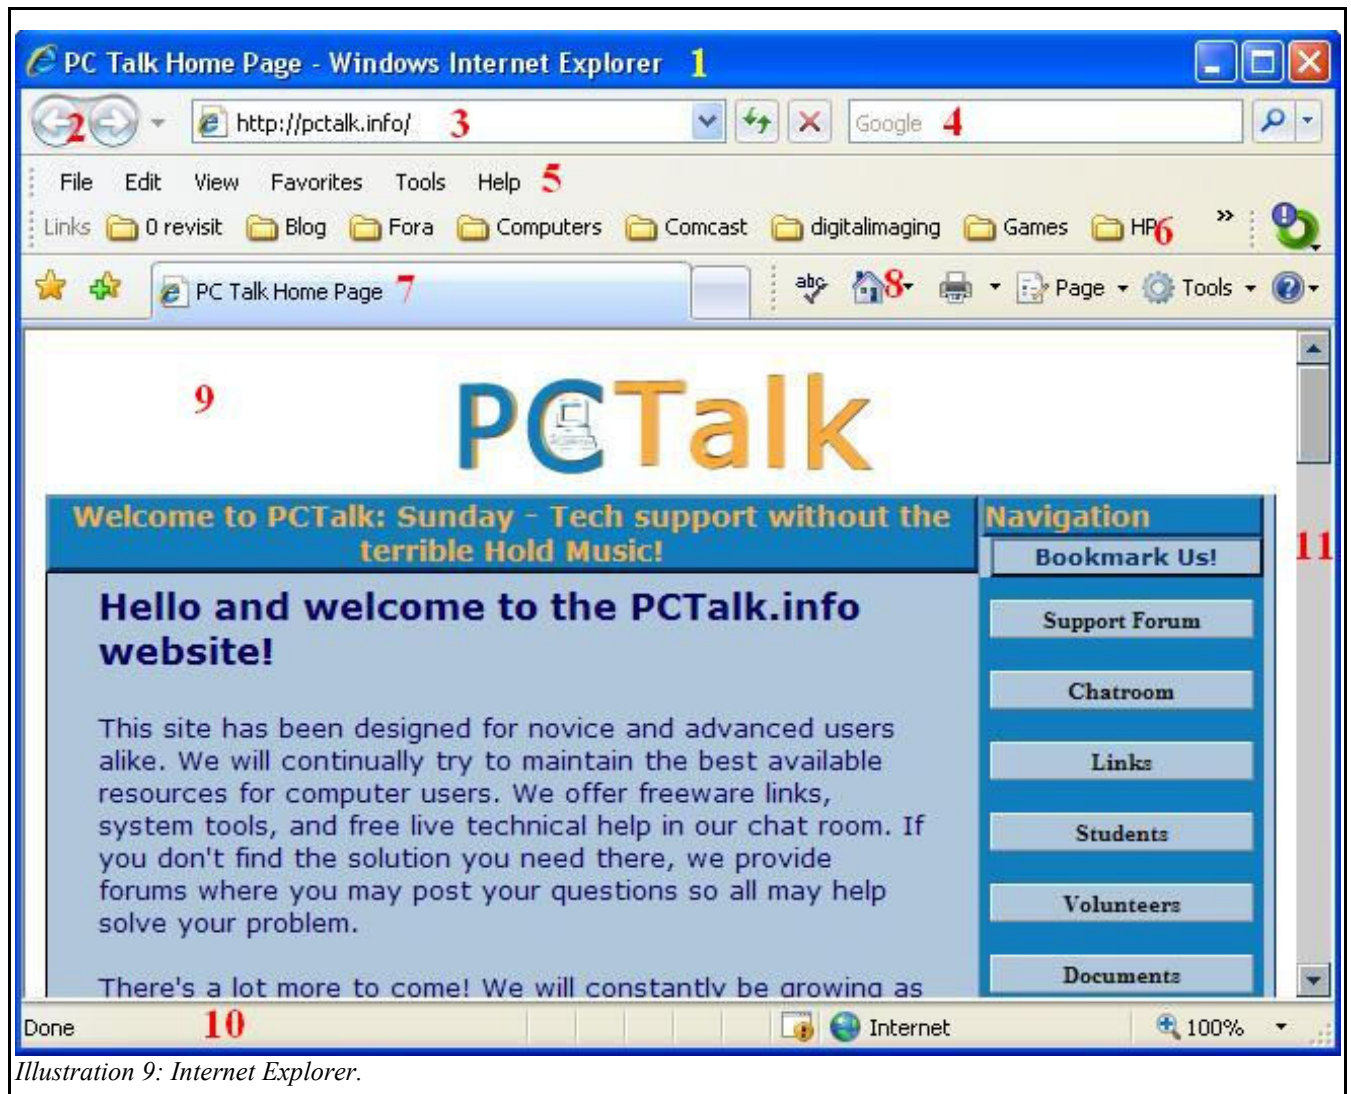 PC Talk Home Page - Windows Internet Explorer 1
2 http://pctalk.info/ 3 Google 4
File Edit View Favorites Tools Help 5
Links 0 revisit Blog Fora Computers Comcast digitalimaging Games HP 6 »
PC Talk Home Page 7 abc 8 Page Tools
9
PCTalk
Welcome to PCTalk: Sunday - Tech support without the
terrible Hold Music!
Hello and welcome to the PCTalk.info
website!
This site has been designed for novice and advanced users
alike. We will continually try to maintain the best available
resources for computer users. We offer freeware links,
system tools, and free live technical help in our chat room. If
you don't find the solution you need there, we provide
forums where you may post your questions so all may help
solve your problem.
There's a lot more to come! We will constantly be growing as
Navigation
Bookmark Us!
Support Forum
Chatroom
Links
Students
Volunteers
Documents
11
Done 10 Internet 100%
Illustration 9: Internet Explorer.